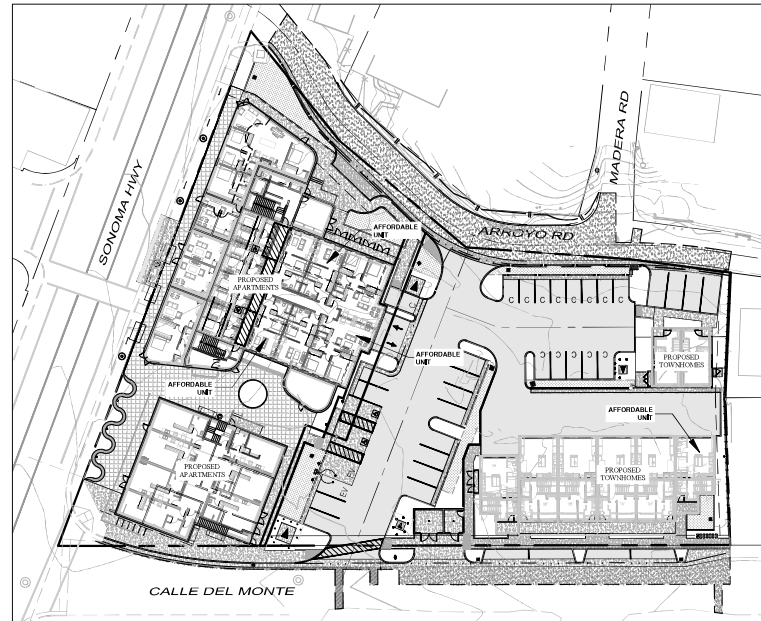 SONOMA HWY
MADERA RD
ARROYO RD
AFFORDABLE
UNIT
PROPOSED
APARTMENTS
AFFORDABLE
UNIT
PROPOSED
TOWNHOMES
AFFORDABLE
UNIT
AFFORDABLE
UNIT
PROPOSED
APARTMENTS
PROPOSED
TOWNHOMES
C C C C C C C C
C C C C C C
CALLE DEL MONTE